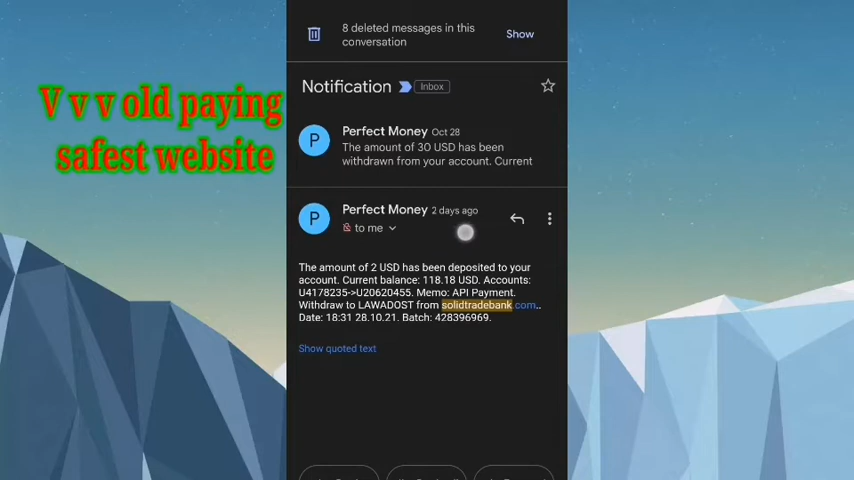 8 deleted messages in this
conversation
Show
V v v old paying
safest website
Notification
Inbox
P
Perfect Money Oct 28
The amount of 30 USD has been
withdrawn from your account. Current
P
Perfect Money 2 days ago
to me
The amount of 2 USD has been deposited to your
account. Current balance: 118.18 USD. Accounts:
U4178235->U20620455. Memo: API Payment.
Withdraw to LAWADOST from solidtradebank.com..
Date: 18:31 28.10.21. Batch: 428396969.
Show quoted text